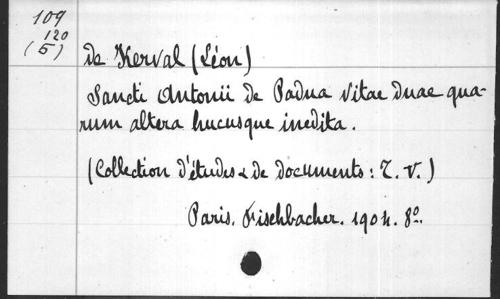 109
120
(5)
de Kerval (Léon)
Sancti Antonii de Padua vitae duae qua-
rum altera hucusque inedita.
(Collection d'études & de documents: T. V.)
Paris. Fischbacher. 1904. 8º.